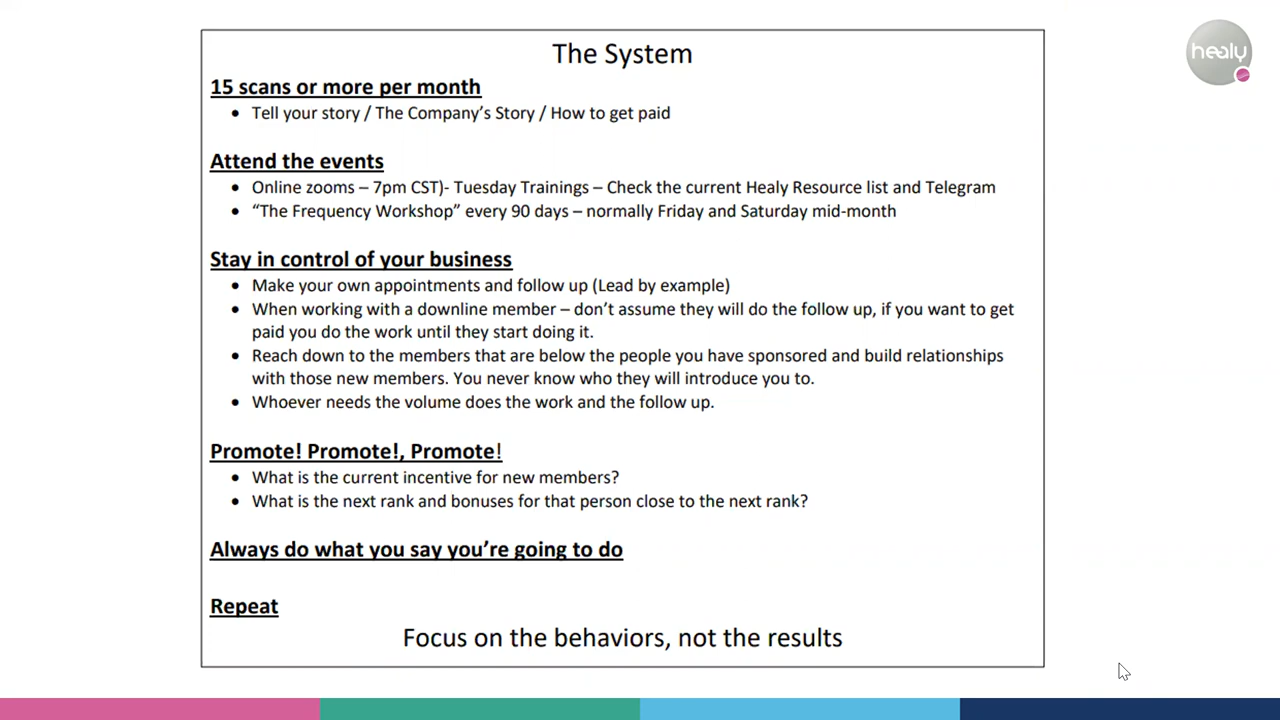 healy
The System
15 scans or more per month
• Tell your story / The Company's Story / How to get paid
Attend the events
• Online zooms – 7pm CST)- Tuesday Trainings – Check the current Healy Resource list and Telegram
• “The Frequency Workshop” every 90 days – normally Friday and Saturday mid-month
Stay in control of your business
• Make your own appointments and follow up (Lead by example)
• When working with a downline member – don’t assume they will do the follow up, if you want to get
paid you do the work until they start doing it.
• Reach down to the members that are below the people you have sponsored and build relationships
with those new members. You never know who they will introduce you to.
• Whoever needs the volume does the work and the follow up.
Promote! Promote!, Promote!
• What is the current incentive for new members?
• What is the next rank and bonuses for that person close to the next rank?
Always do what you say you’re going to do
Repeat
Focus on the behaviors, not the results